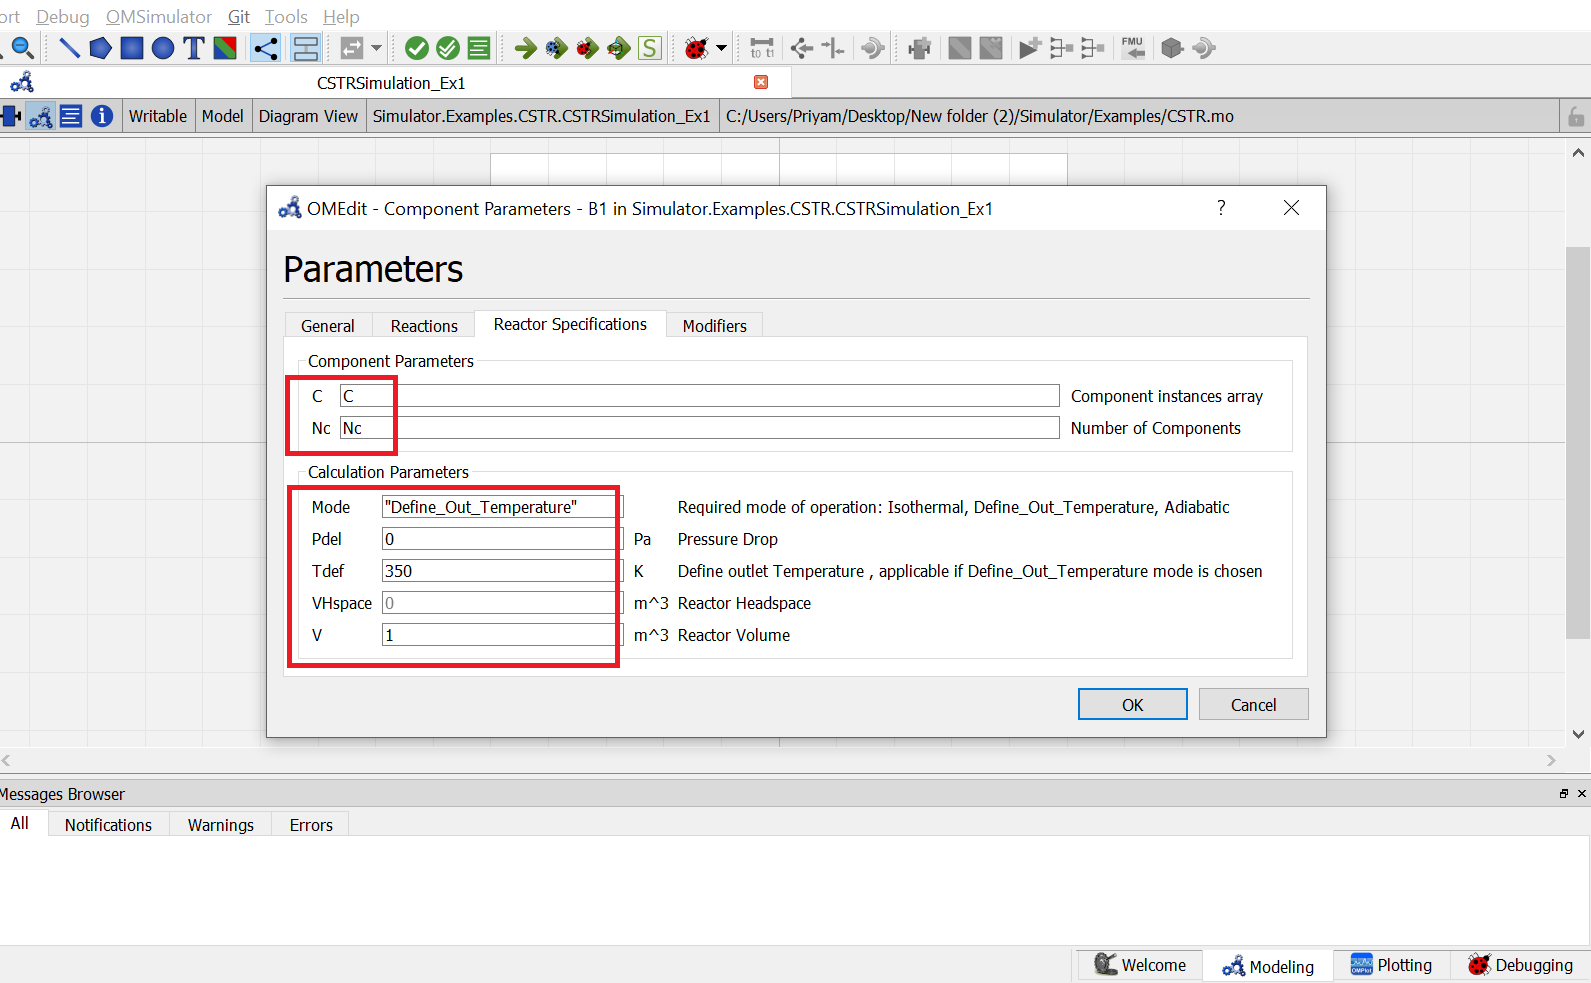 ort Debug OMSimulator Git Tools Help
T to t1 S FMU
CSTRSimulation_Ex1
Writable Model Diagram View Simulator.Examples.CSTR.CSTRSimulation_Ex1 C:/Users/Priyam/Desktop/New folder (2)/Simulator/Examples/CSTR.mo
OMEdit - Component Parameters - B1 in Simulator.Examples.CSTR.CSTRSimulation_Ex1 ?
Parameters
General Reactions Reactor Specifications Modifiers
Component Parameters
C C Component instances array
Nc Nc Number of Components
Calculation Parameters
Mode "Define_Out_Temperature" Required mode of operation: Isothermal, Define_Out_Temperature, Adiabatic
Pdel 0 Pa Pressure Drop
Tdef 350 K Define outlet Temperature , applicable if Define_Out_Temperature mode is chosen
VHspace 0 m^3 Reactor Headspace
V 1 m^3 Reactor Volume
OK Cancel
Messages Browser
All Notifications Warnings Errors
Welcome Modeling OMPlot Plotting Debugging